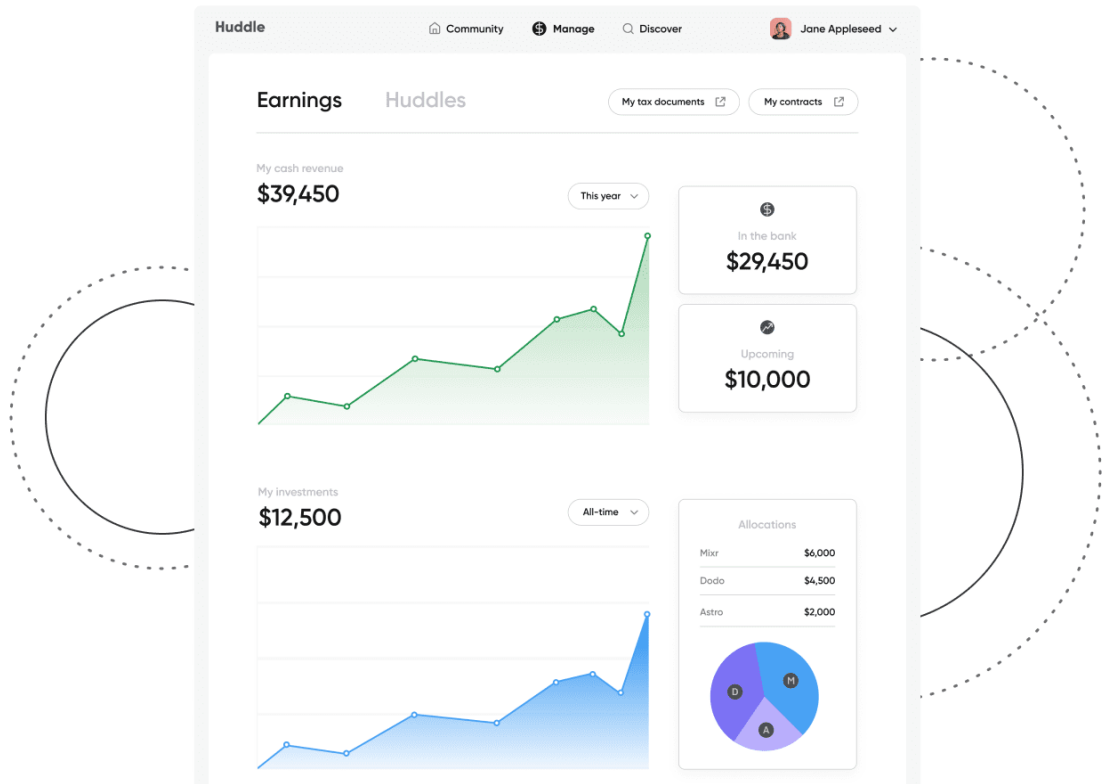 Huddle
Community Manage Discover
Jane Appleseed
Earnings Huddles
My tax documents My contracts
My cash revenue
$39,450
This year
In the bank
$29,450
Upcoming
$10,000
My investments
$12,500
All-time
Allocations
Mixr $6,000
Dodo $4,500
Astro $2,000
M
D
A